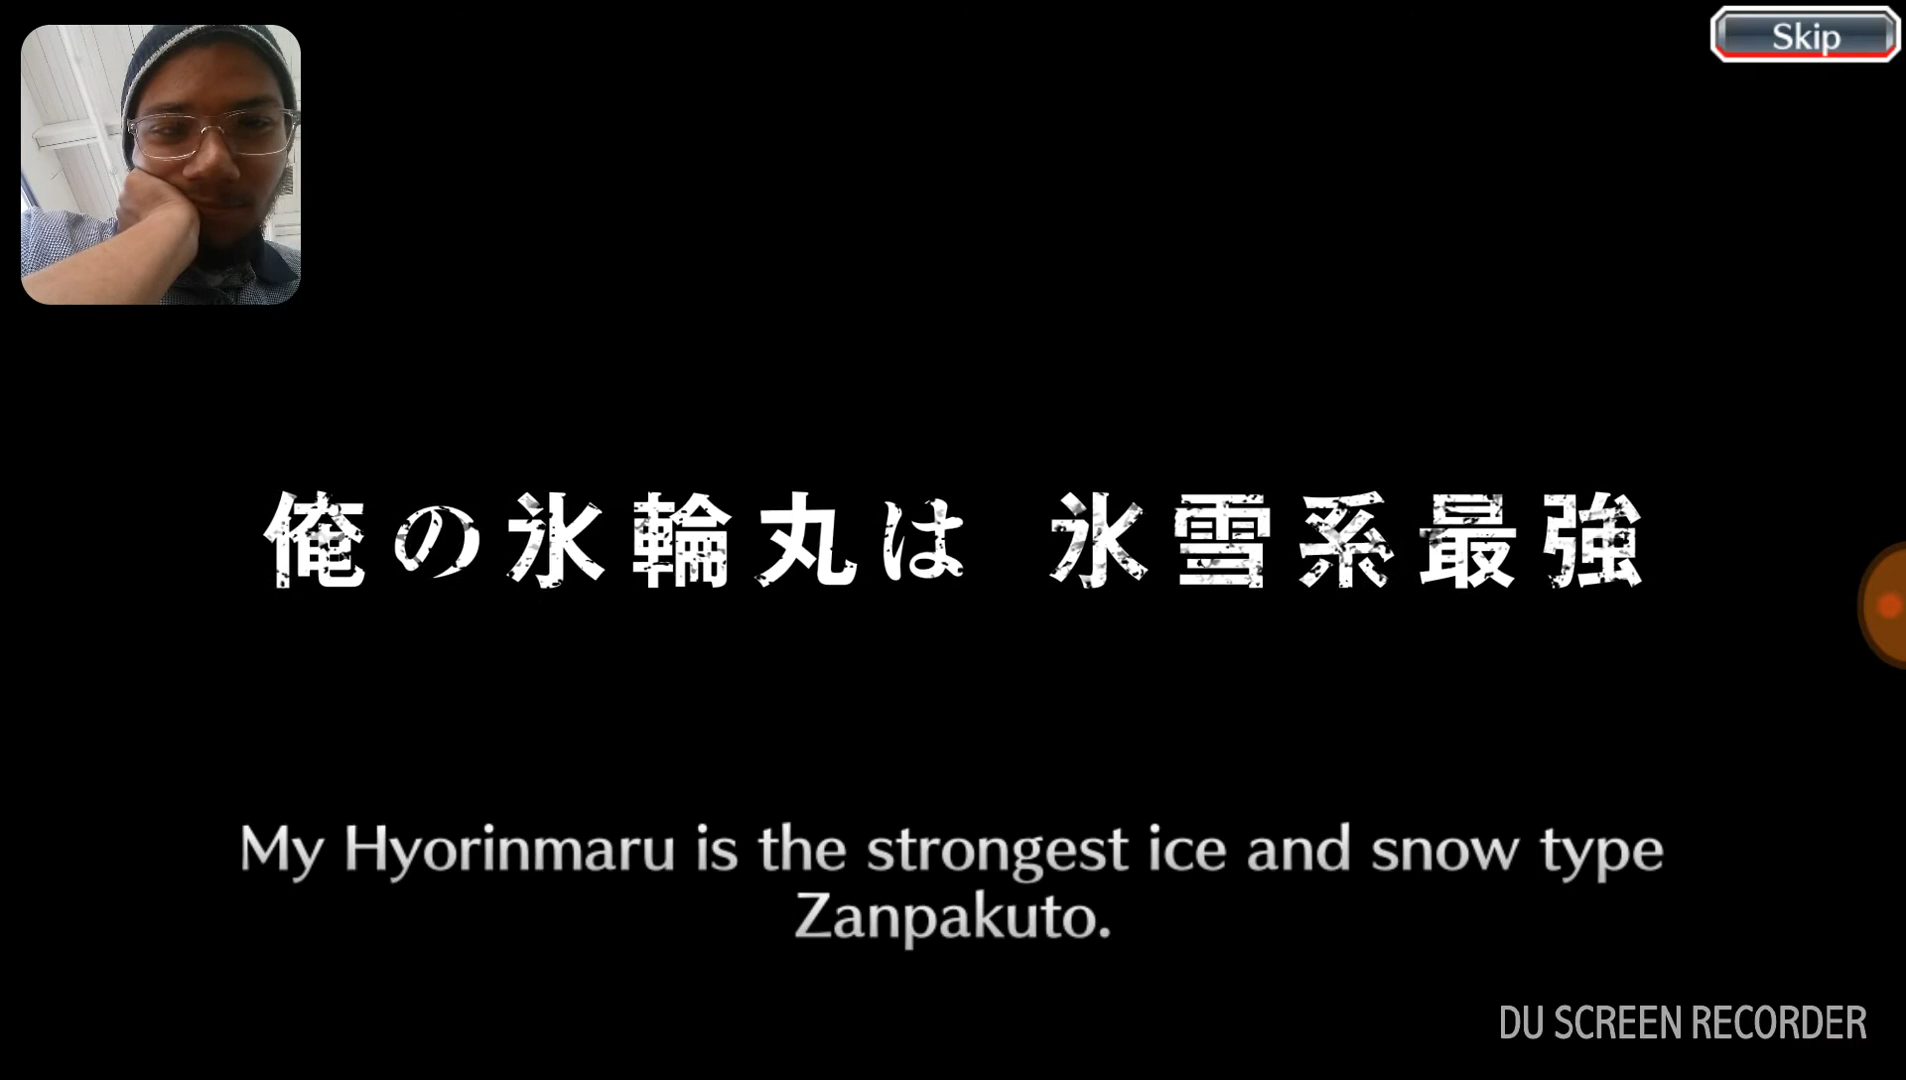 Skip
俺の氷輪丸は 氷雪系最強
My Hyorinmaru is the strongest ice and snow type
Zanpakuto.
DU SCREEN RECORDER